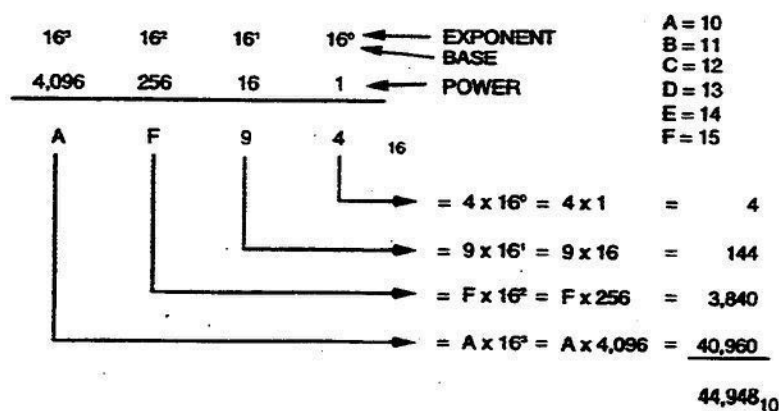 16³ 16² 16¹ 16⁰ EXPONENT
BASE
4,096 256 16 1 POWER
A = 10
B = 11
C = 12
D = 13
E = 14
F = 15
A F 9 4 16
= 4 x 16⁰ = 4 x 1 = 4
= 9 x 16¹ = 9 x 16 = 144
= F x 16² = F x 256 = 3,840
= A x 16³ = A x 4,096 = 40,960
44,948₁₀